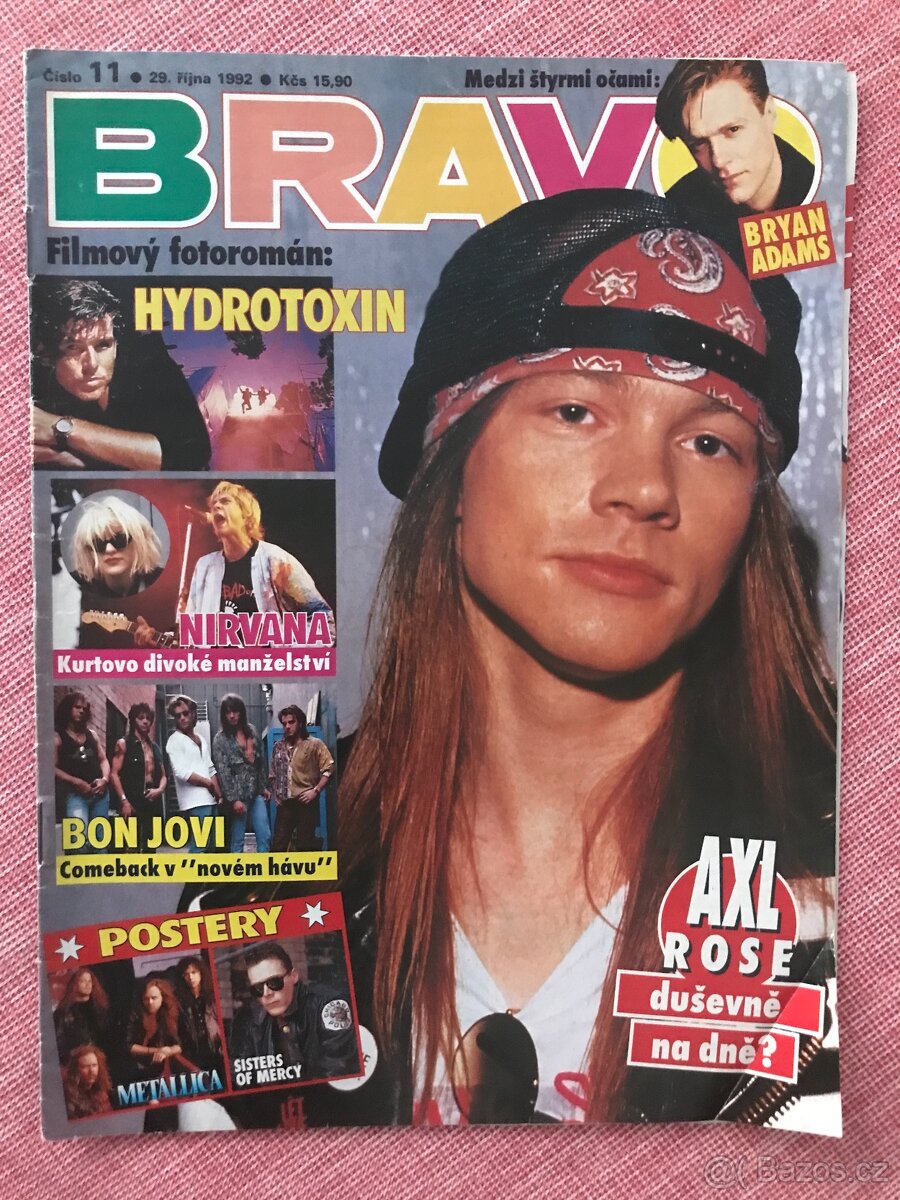 Číslo 11 ● 29. října 1992 ● Kčs 15,90
Medzi štyrmi očami:
BRAVO
BRYAN
ADAMS
Filmový fotoromán:
HYDROTOXIN
BAD
NIRVANA
Kurtovo divoké manželství
BON JOVI
Comeback v "novém hávu"
POSTERY
METALLICA
SISTERS
OF MERCY
AXL
ROSE
duševně
na dně?
Bazos.cz